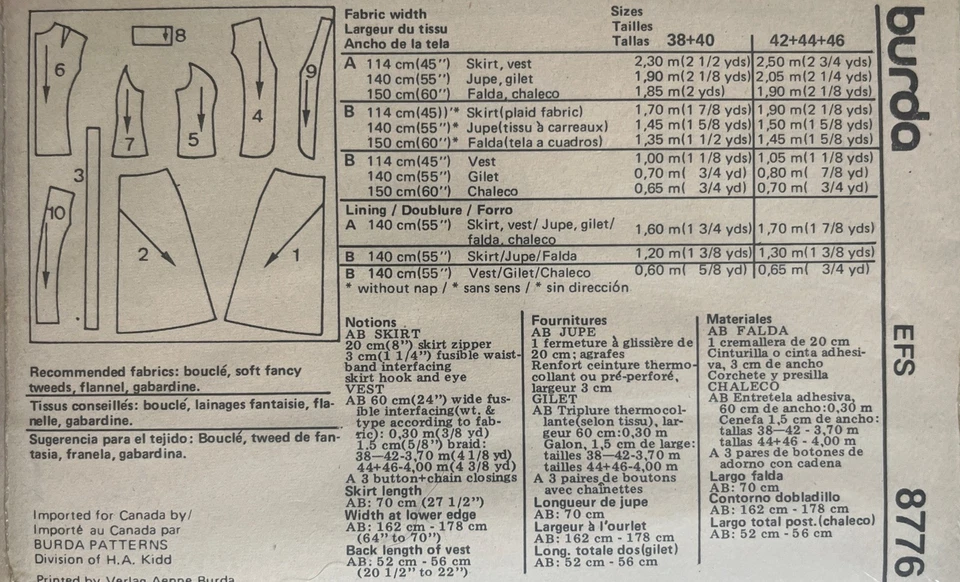 6
8
7
5
4
9
3
10
2
1
Fabric width
Largeur du tissu
Ancho de la tela
Sizes
Tailles
Tallas 38+40 42+44+46
A 114 cm(45'') Skirt, vest 2,30 m(2 1/2 yds) 2,50 m(2 3/4 yds)
140 cm(55'') Jupe, gilet 1,90 m(2 1/8 yds) 2,05 m(2 1/4 yds)
150 cm(60'') Falda, chaleco 1,85 m(2 yds) 1,90 m(2 1/8 yds)
B 114 cm(45))'* Skirt(plaid fabric) 1,70 m(1 7/8 yds) 1,90 m(2 1/8 yds)
140 cm(55'')* Jupe(tissu à carreaux) 1,45 m(1 5/8 yds) 1,50 m(1 5/8 yds)
150 cm(60'')* Falda(tela a cuadros) 1,35 m(1 1/2 yds) 1,45 m(1 5/8 yds)
B 114 cm(45'') Vest 1,00 m(1 1/8 yds) 1,05 m(1 1/8 yds)
140 cm(55'') Gilet 0,70 m( 3/4 yd) 0,80 m( 7/8 yd)
150 cm(60'') Chaleco 0,65 m( 3/4 yd) 0,70 m( 3/4 yd)
Lining / Doublure / Forro
A 140 cm(55'') Skirt, vest/ Jupe, gilet/ 1,60 m(1 3/4 yds) 1,70 m(1 7/8 yds)
falda, chaleco
B 140 cm(55'') Skirt/Jupe/Falda 1,20 m(1 3/8 yds) 1,30 m(1 3/8 yds)
B 140 cm(55'') Vest/Gilet/Chaleco 0,60 m( 5/8 yd) 0,65 m( 3/4 yd)
* without nap / * sans sens / * sin dirección
Recommended fabrics: bouclé, soft fancy
tweeds, flannel, gabardine.
Tissus conseillés: bouclé, lainages fantaisie, fla-
nelle, gabardine.
Sugerencia para el tejido: Bouclé, tweed de fan-
tasia, franela, gabardina.
Imported for Canada by/
Importé au Canada par
BURDA PATTERNS
Division of H.A. Kidd
Printed by Verlag Aenne Burda
Notions
AB SKIRT
20 cm(8'') skirt zipper
3 cm(1 1/4'') fusible waist-
band interfacing
skirt hook and eye
VEST
AB 60 cm(24'') wide fus-
ible interfacing(wt. &
type according to fab-
ric): 0,30 m(3/8 yd)
1,5 cm(5/8'') braid:
38—42-3,70 m(4 1/8 yd)
44+46-4,00 m(4 3/8 yd)
A 3 button+chain closings
Skirt length
AB: 70 cm (27 1/2'')
Width at lower edge
AB: 162 cm - 178 cm
(64'' to 70'')
Back length of vest
AB: 52 cm - 56 cm
(20 1/2'' to 22'')
Fournitures
AB JUPE
1 fermeture à glissière de
20 cm; agrafes
Renfort ceinture thermo-
collant ou pré-perforé,
largeur 3 cm
GILET
AB Triplure thermocol-
lante(selon tissu), lar-
geur 60 cm:0,30 m
Galon, 1,5 cm de large:
tailles 38—42-3,70 m
tailles 44+46-4,00 m
A 3 paires de boutons
avec chaînettes
Longueur de jupe
AB: 70 cm
Largeur à l'ourlet
AB: 162 cm - 178 cm
Long. totale dos(gilet)
AB: 52 cm - 56 cm
Materiales
AB FALDA
1 cremallera de 20 cm
Cinturilla o cinta adhesi-
va, 3 cm de ancho
Corchete y presilla
CHALECO
AB Entretela adhesiva,
60 cm de ancho:0,30 m
Cenefa 1,5 cm de ancho:
tallas 38—42 - 3,70 m
tallas 44+46 - 4,00 m
A 3 pares de botones de
adorno con cadena
Largo falda
AB: 70 cm
Contorno dobladillo
AB: 162 cm - 178 cm
Largo total post.(chaleco)
AB: 52 cm - 56 cm
burda
EFS
8776